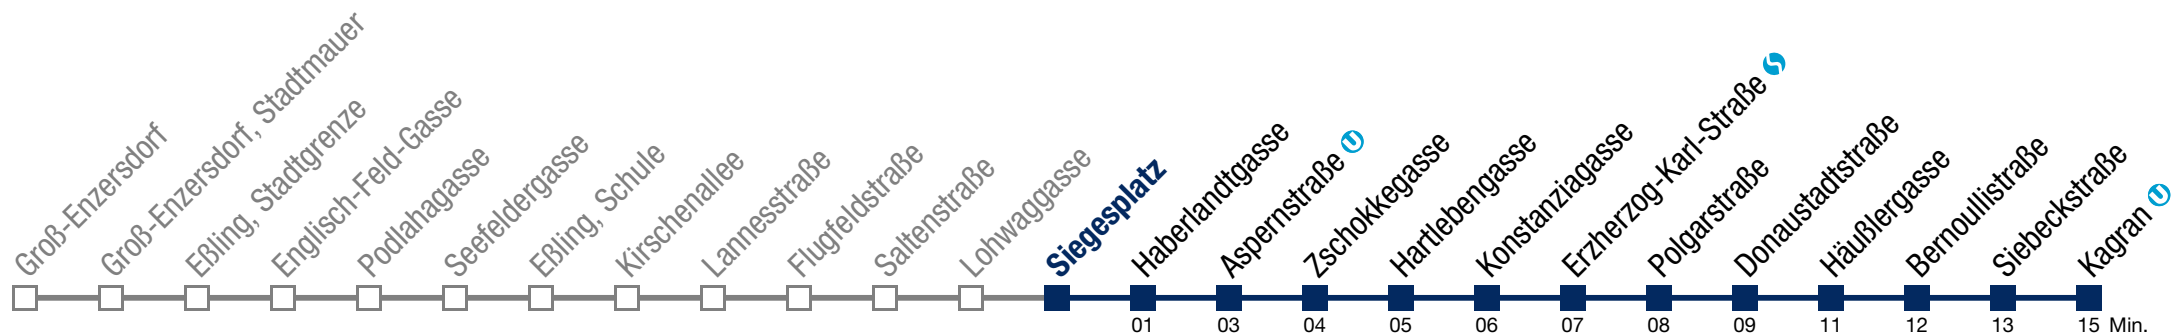 Groß-Enzersdorf
Groß-Enzersdorf, Stadtmauer
Eßling, Stadtgrenze
Englisch-Feld-Gasse
Podlahagasse
Seefeldergasse
Eßling, Schule
Kirschenallee
Lannesstraße
Flugfeldstraße
Saltenstraße
Lohwaggasse
Siegesplatz
Haberlandtgasse
Aspernstraße U
Zschokkegasse
Hartlebengasse
Konstanziagasse
Erzherzog-Karl-Straße S
Polgarstraße
Donaustadtstraße
Häußlergasse
Bernoullistraße
Siebeckstraße
Kagran U
01 03 04 05 06 07 08 09 11 12 13 15 Min.